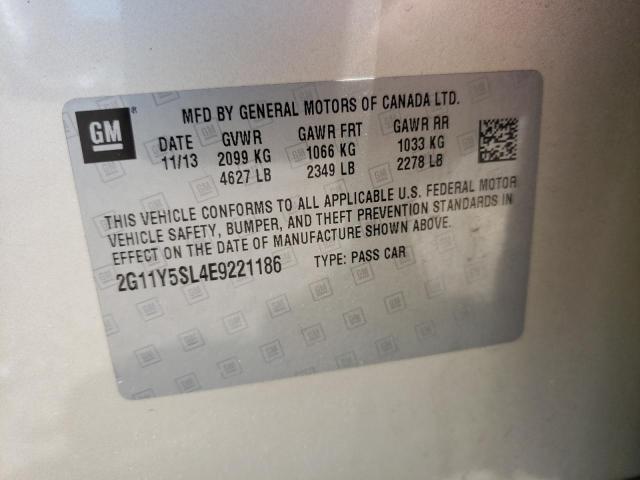 GM ®
MFD BY GENERAL MOTORS OF CANADA LTD.
DATE GVWR GAWR FRT GAWR RR
11/13 2099 KG 1066 KG 1033 KG
4627 LB 2349 LB 2278 LB
THIS VEHICLE CONFORMS TO ALL APPLICABLE U.S. FEDERAL MOTOR
VEHICLE SAFETY, BUMPER, AND THEFT PREVENTION STANDARDS IN
EFFECT ON THE DATE OF MANUFACTURE SHOWN ABOVE.
2G11Y5SL4E9221186 TYPE: PASS CAR